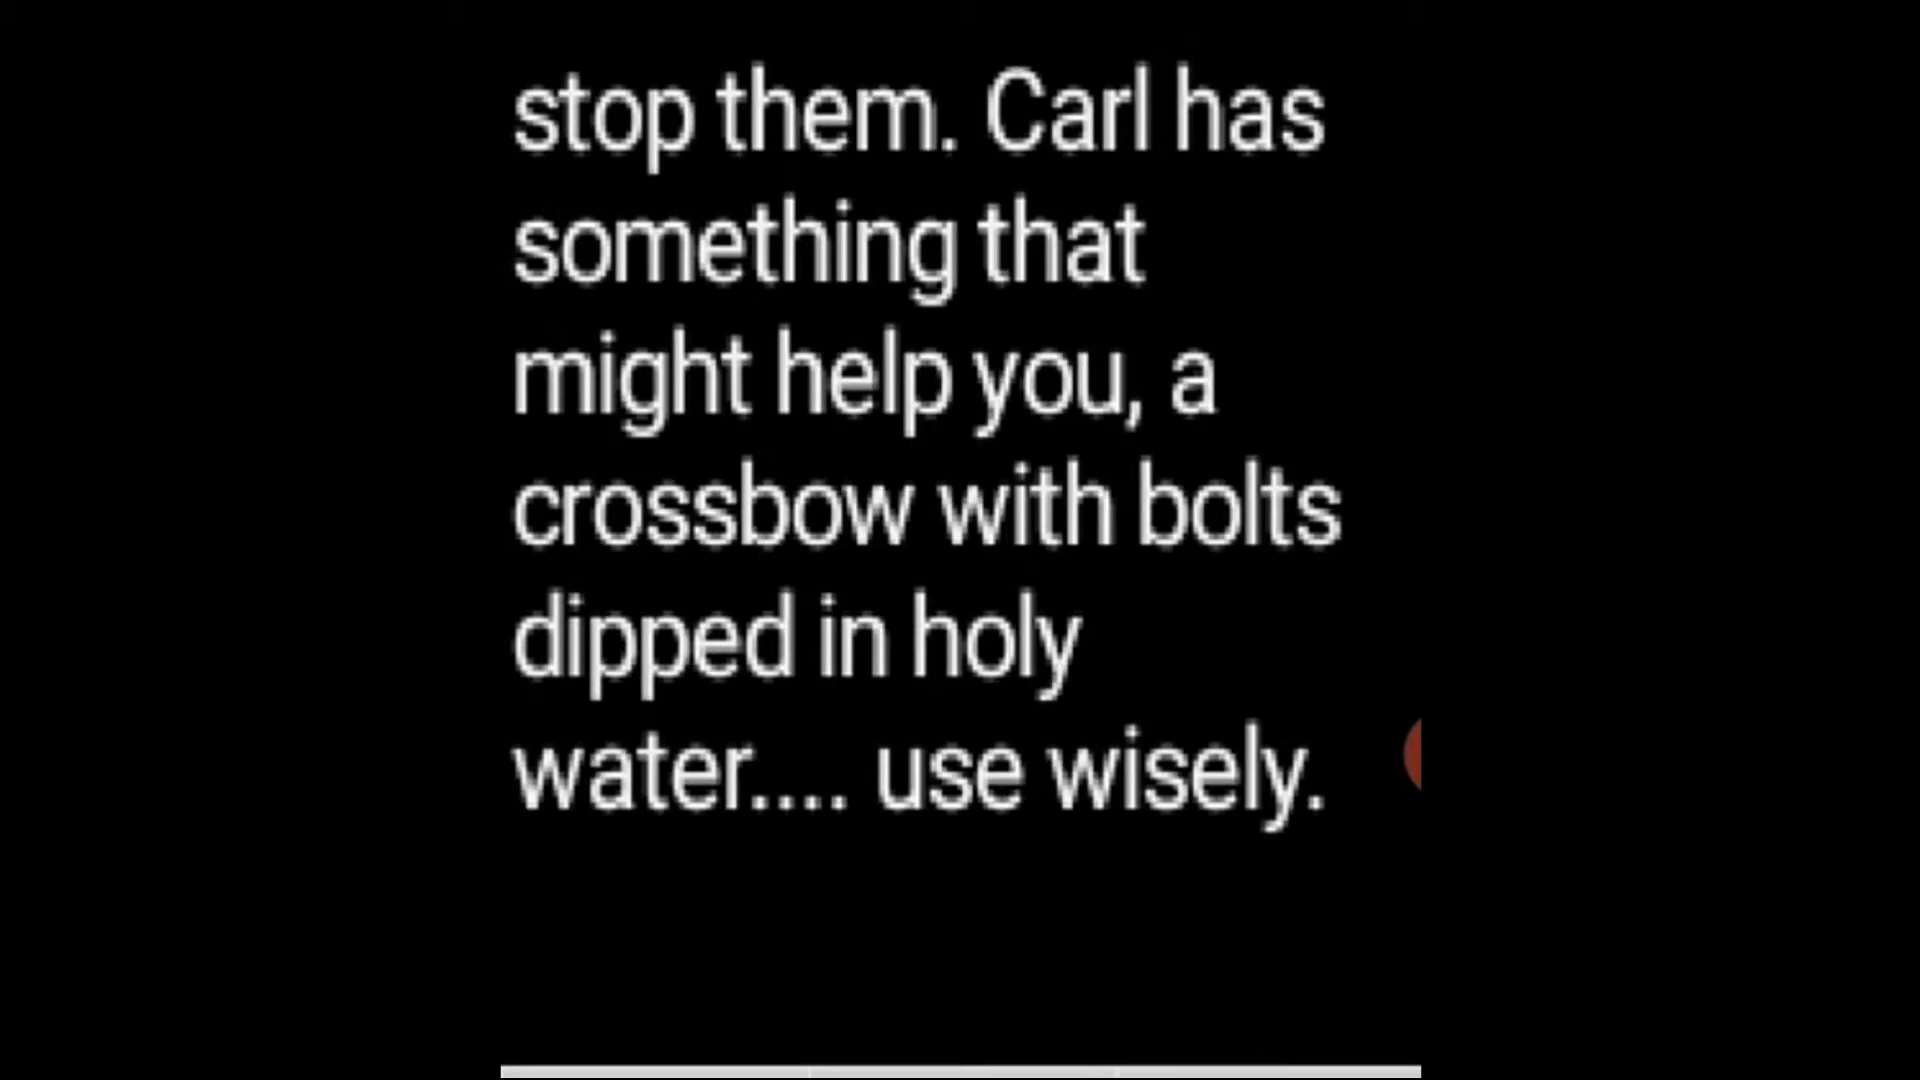 stop them. Carl has
something that
might help you, a
crossbow with bolts
dipped in holy
water.... use wisely.